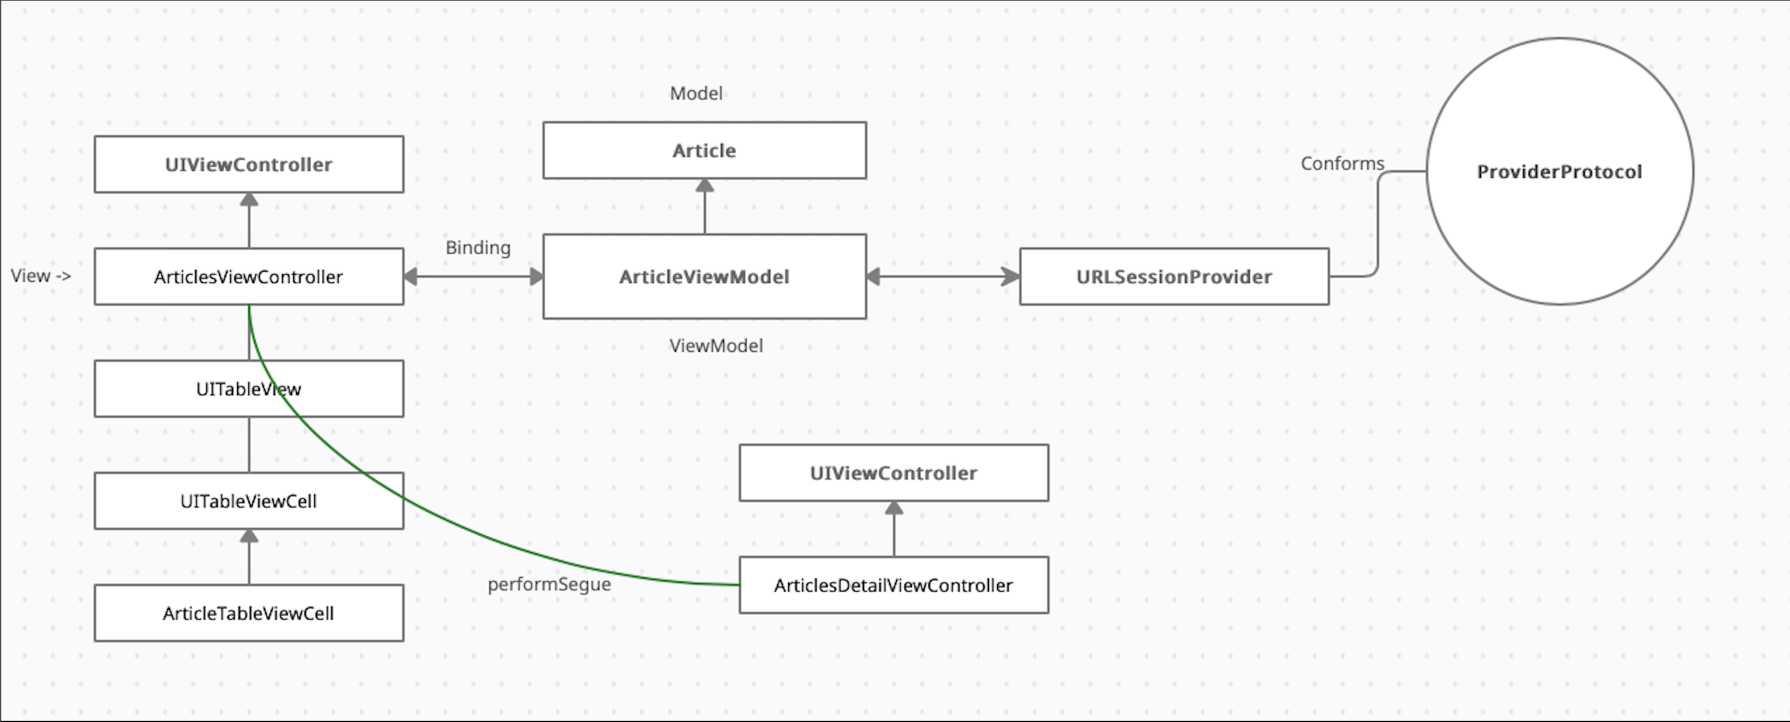 Model
UIViewController
Article
Conforms
ProviderProtocol
View ->
ArticlesViewController
Binding
ArticleViewModel
URLSessionProvider
ViewModel
UITableView
UITableViewCell
UIViewController
performSegue
ArticlesDetailViewController
ArticleTableViewCell